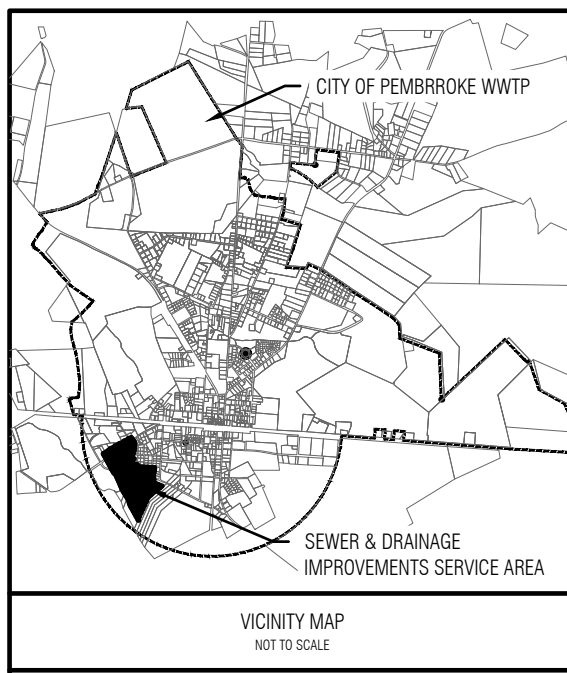 CITY OF PEMBRROKE WWTP
SEWER & DRAINAGE
IMPROVEMENTS SERVICE AREA
VICINITY MAP
NOT TO SCALE